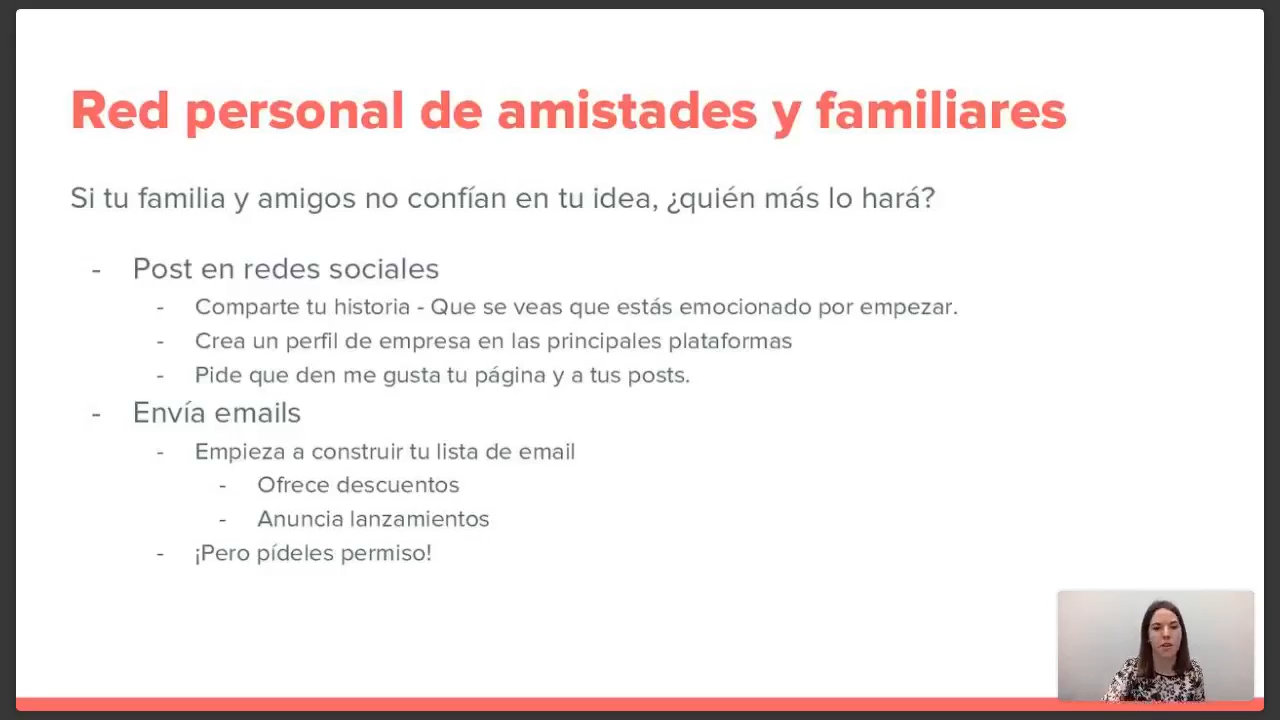 Red personal de amistades y familiares
Si tu familia y amigos no confían en tu idea, ¿quién más lo hará?
- Post en redes sociales
- Comparte tu historia - Que se veas que estás emocionado por empezar.
- Crea un perfil de empresa en las principales plataformas
- Pide que den me gusta tu página y a tus posts.
- Envía emails
- Empieza a construir tu lista de email
- Ofrece descuentos
- Anuncia lanzamientos
- ¡Pero pídeles permiso!